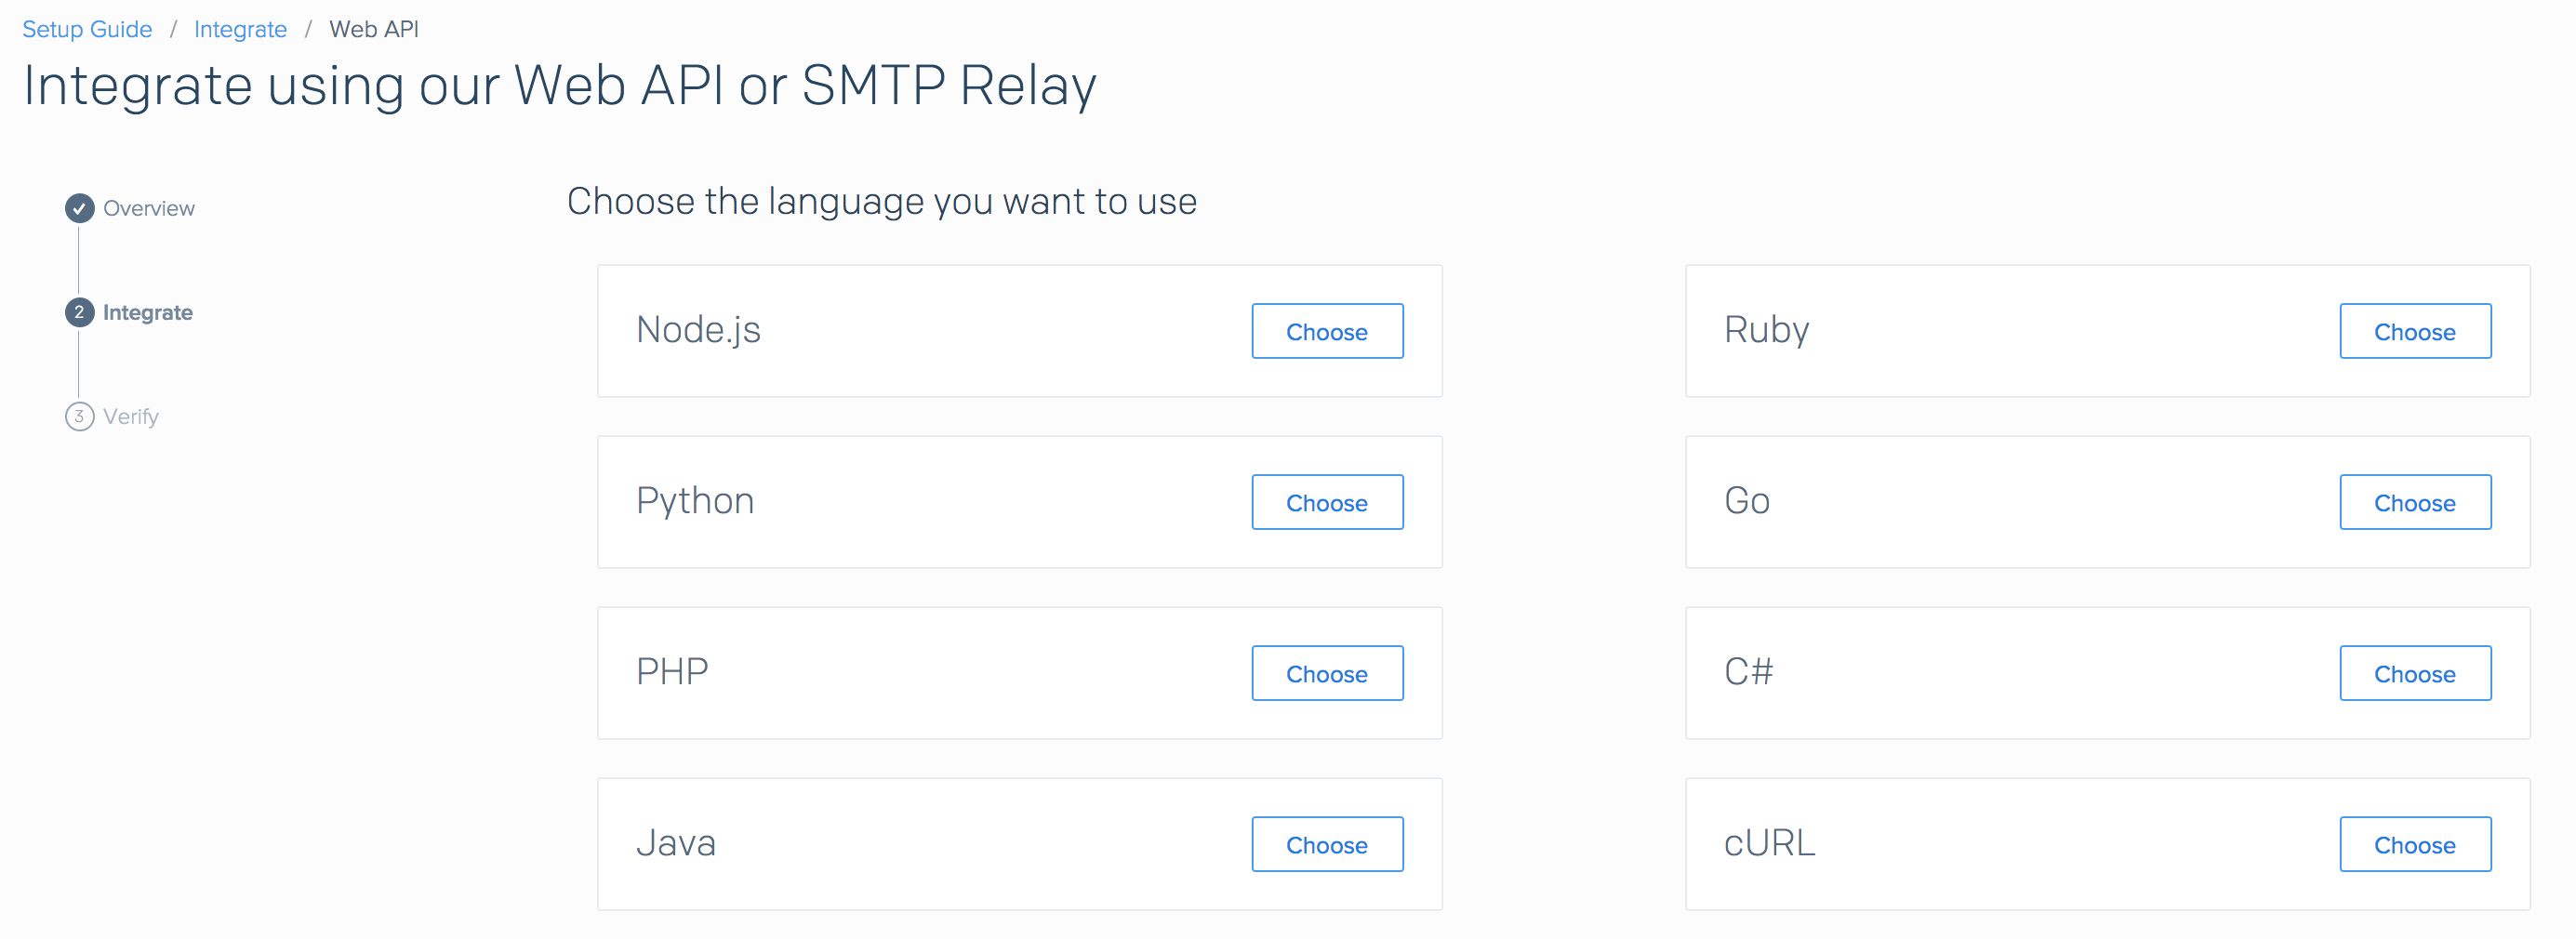 Setup Guide / Integrate / Web API
Integrate using our Web API or SMTP Relay
Overview
2 Integrate
3 Verify
Choose the language you want to use
Node.js Choose
Ruby Choose
Python Choose
Go Choose
PHP Choose
C# Choose
Java Choose
cURL Choose